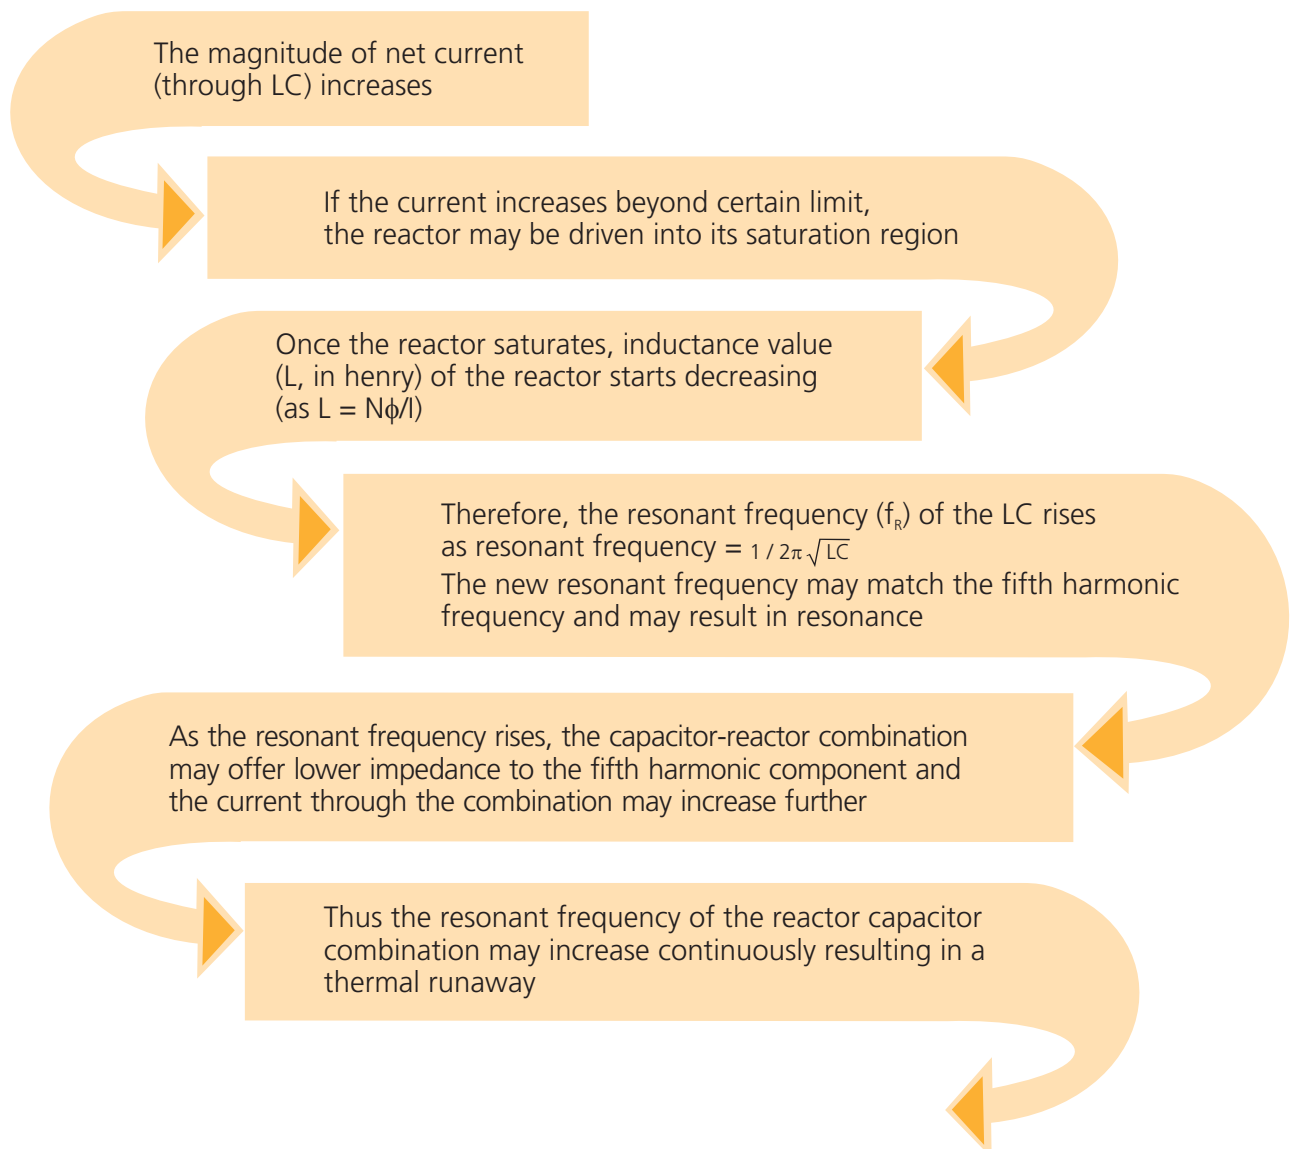 The magnitude of net current
(through LC) increases
If the current increases beyond certain limit,
the reactor may be driven into its saturation region
Once the reactor saturates, inductance value
(L, in henry) of the reactor starts decreasing
(as L = Nϕ/I)
Therefore, the resonant frequency (fR) of the LC rises
as resonant frequency = 1 / 2π √LC
The new resonant frequency may match the fifth harmonic
frequency and may result in resonance
As the resonant frequency rises, the capacitor-reactor combination
may offer lower impedance to the fifth harmonic component and
the current through the combination may increase further
Thus the resonant frequency of the reactor capacitor
combination may increase continuously resulting in a
thermal runaway